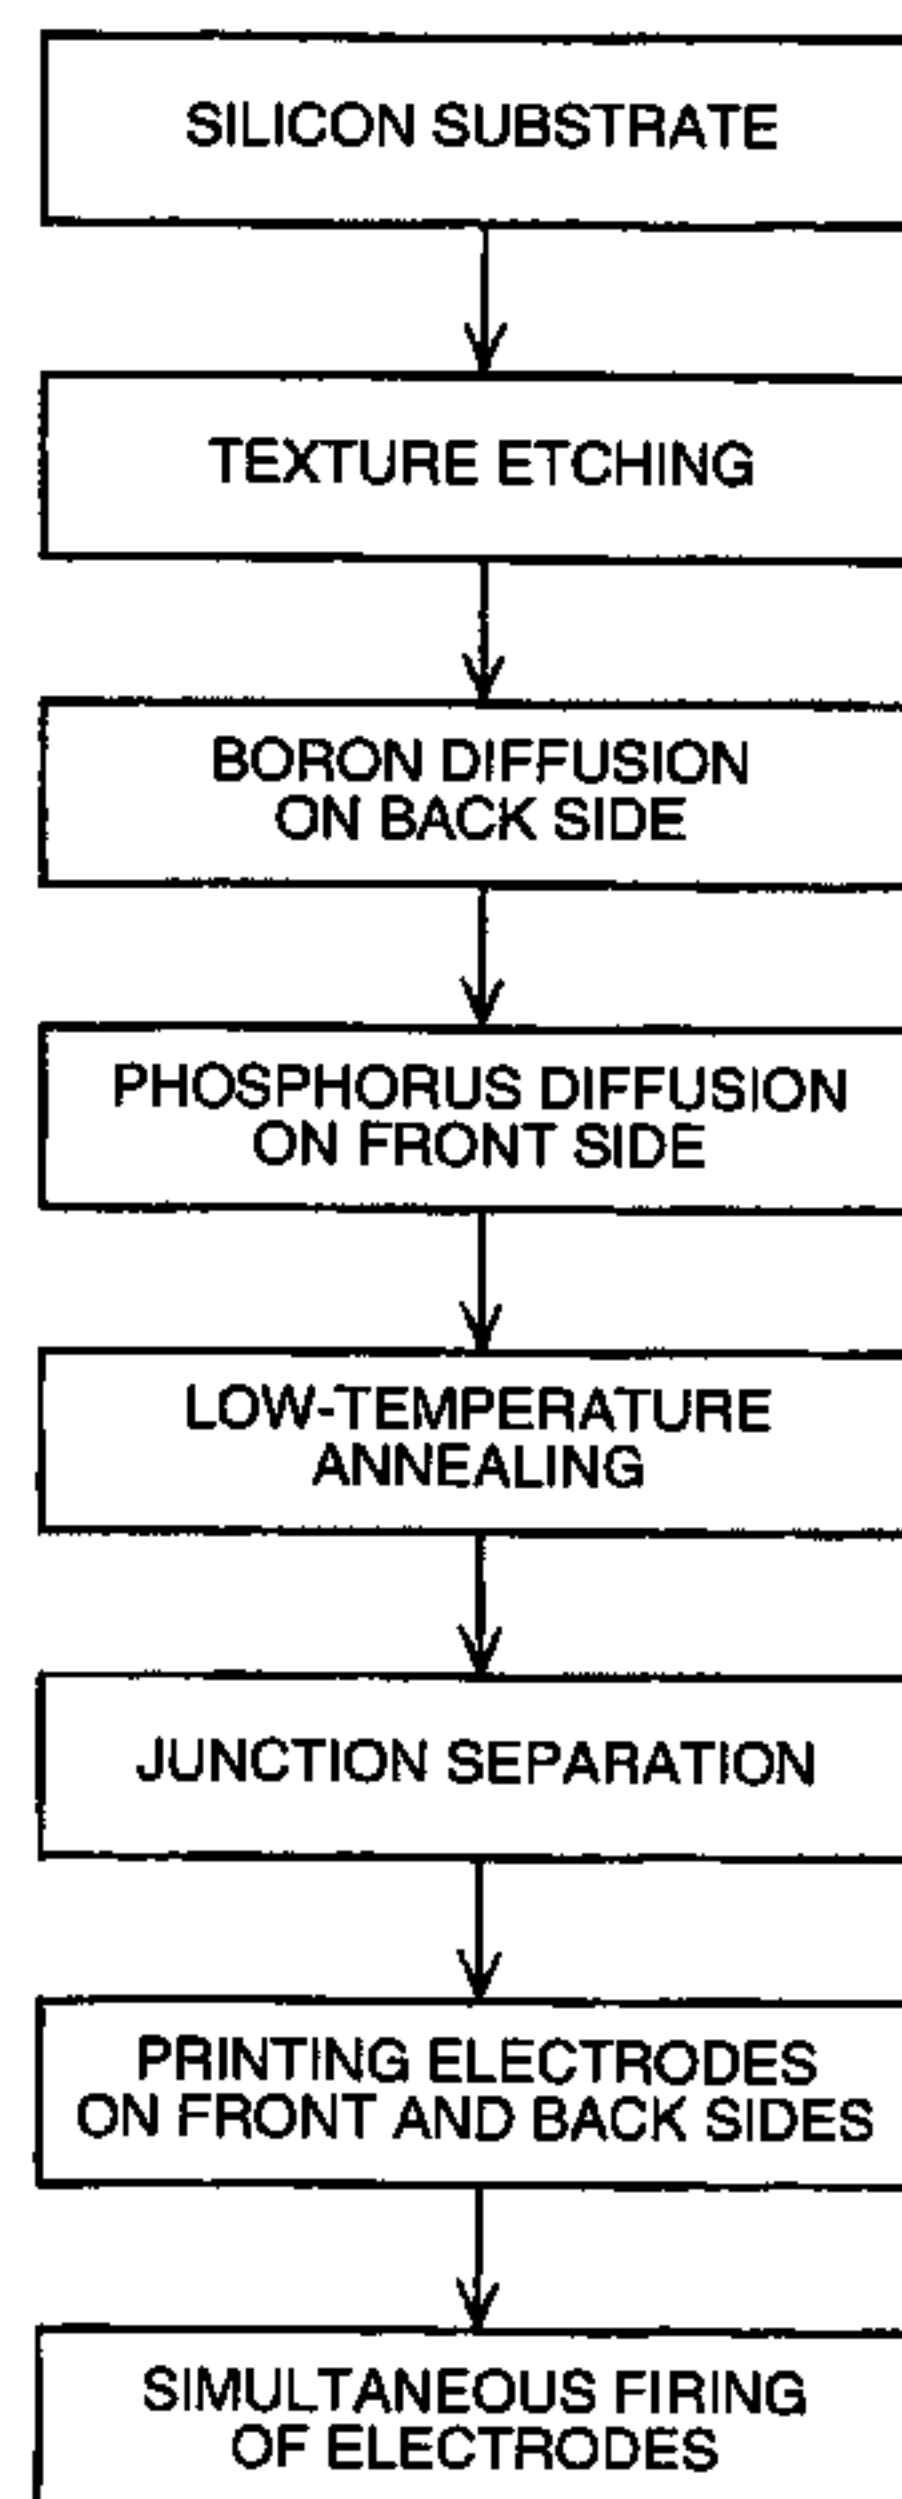 SILICON SUBSTRATE
TEXTURE ETCHING
BORON DIFFUSION
ON BACK SIDE
PHOSPHORUS DIFFUSION
ON FRONT SIDE
LOW-TEMPERATURE
ANNEALING
JUNCTION SEPARATION
PRINTING ELECTRODES
ON FRONT AND BACK SIDES
SIMULTANEOUS FIRING
OF ELECTRODES